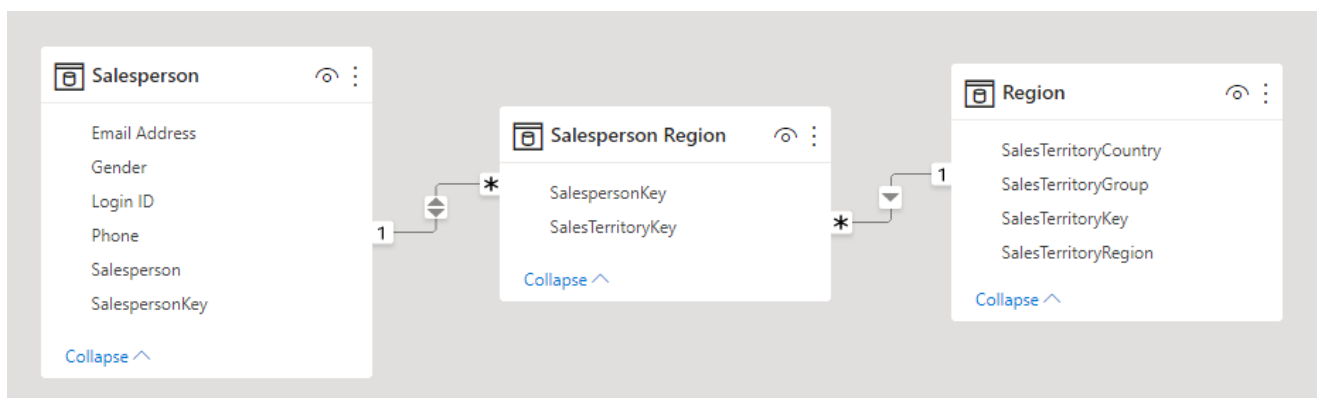 Salesperson
Email Address
Gender
Login ID
Phone
Salesperson
SalespersonKey
Collapse
1
*
Salesperson Region
SalespersonKey
SalesTerritoryKey
Collapse
*
1
Region
SalesTerritoryCountry
SalesTerritoryGroup
SalesTerritoryKey
SalesTerritoryRegion
Collapse